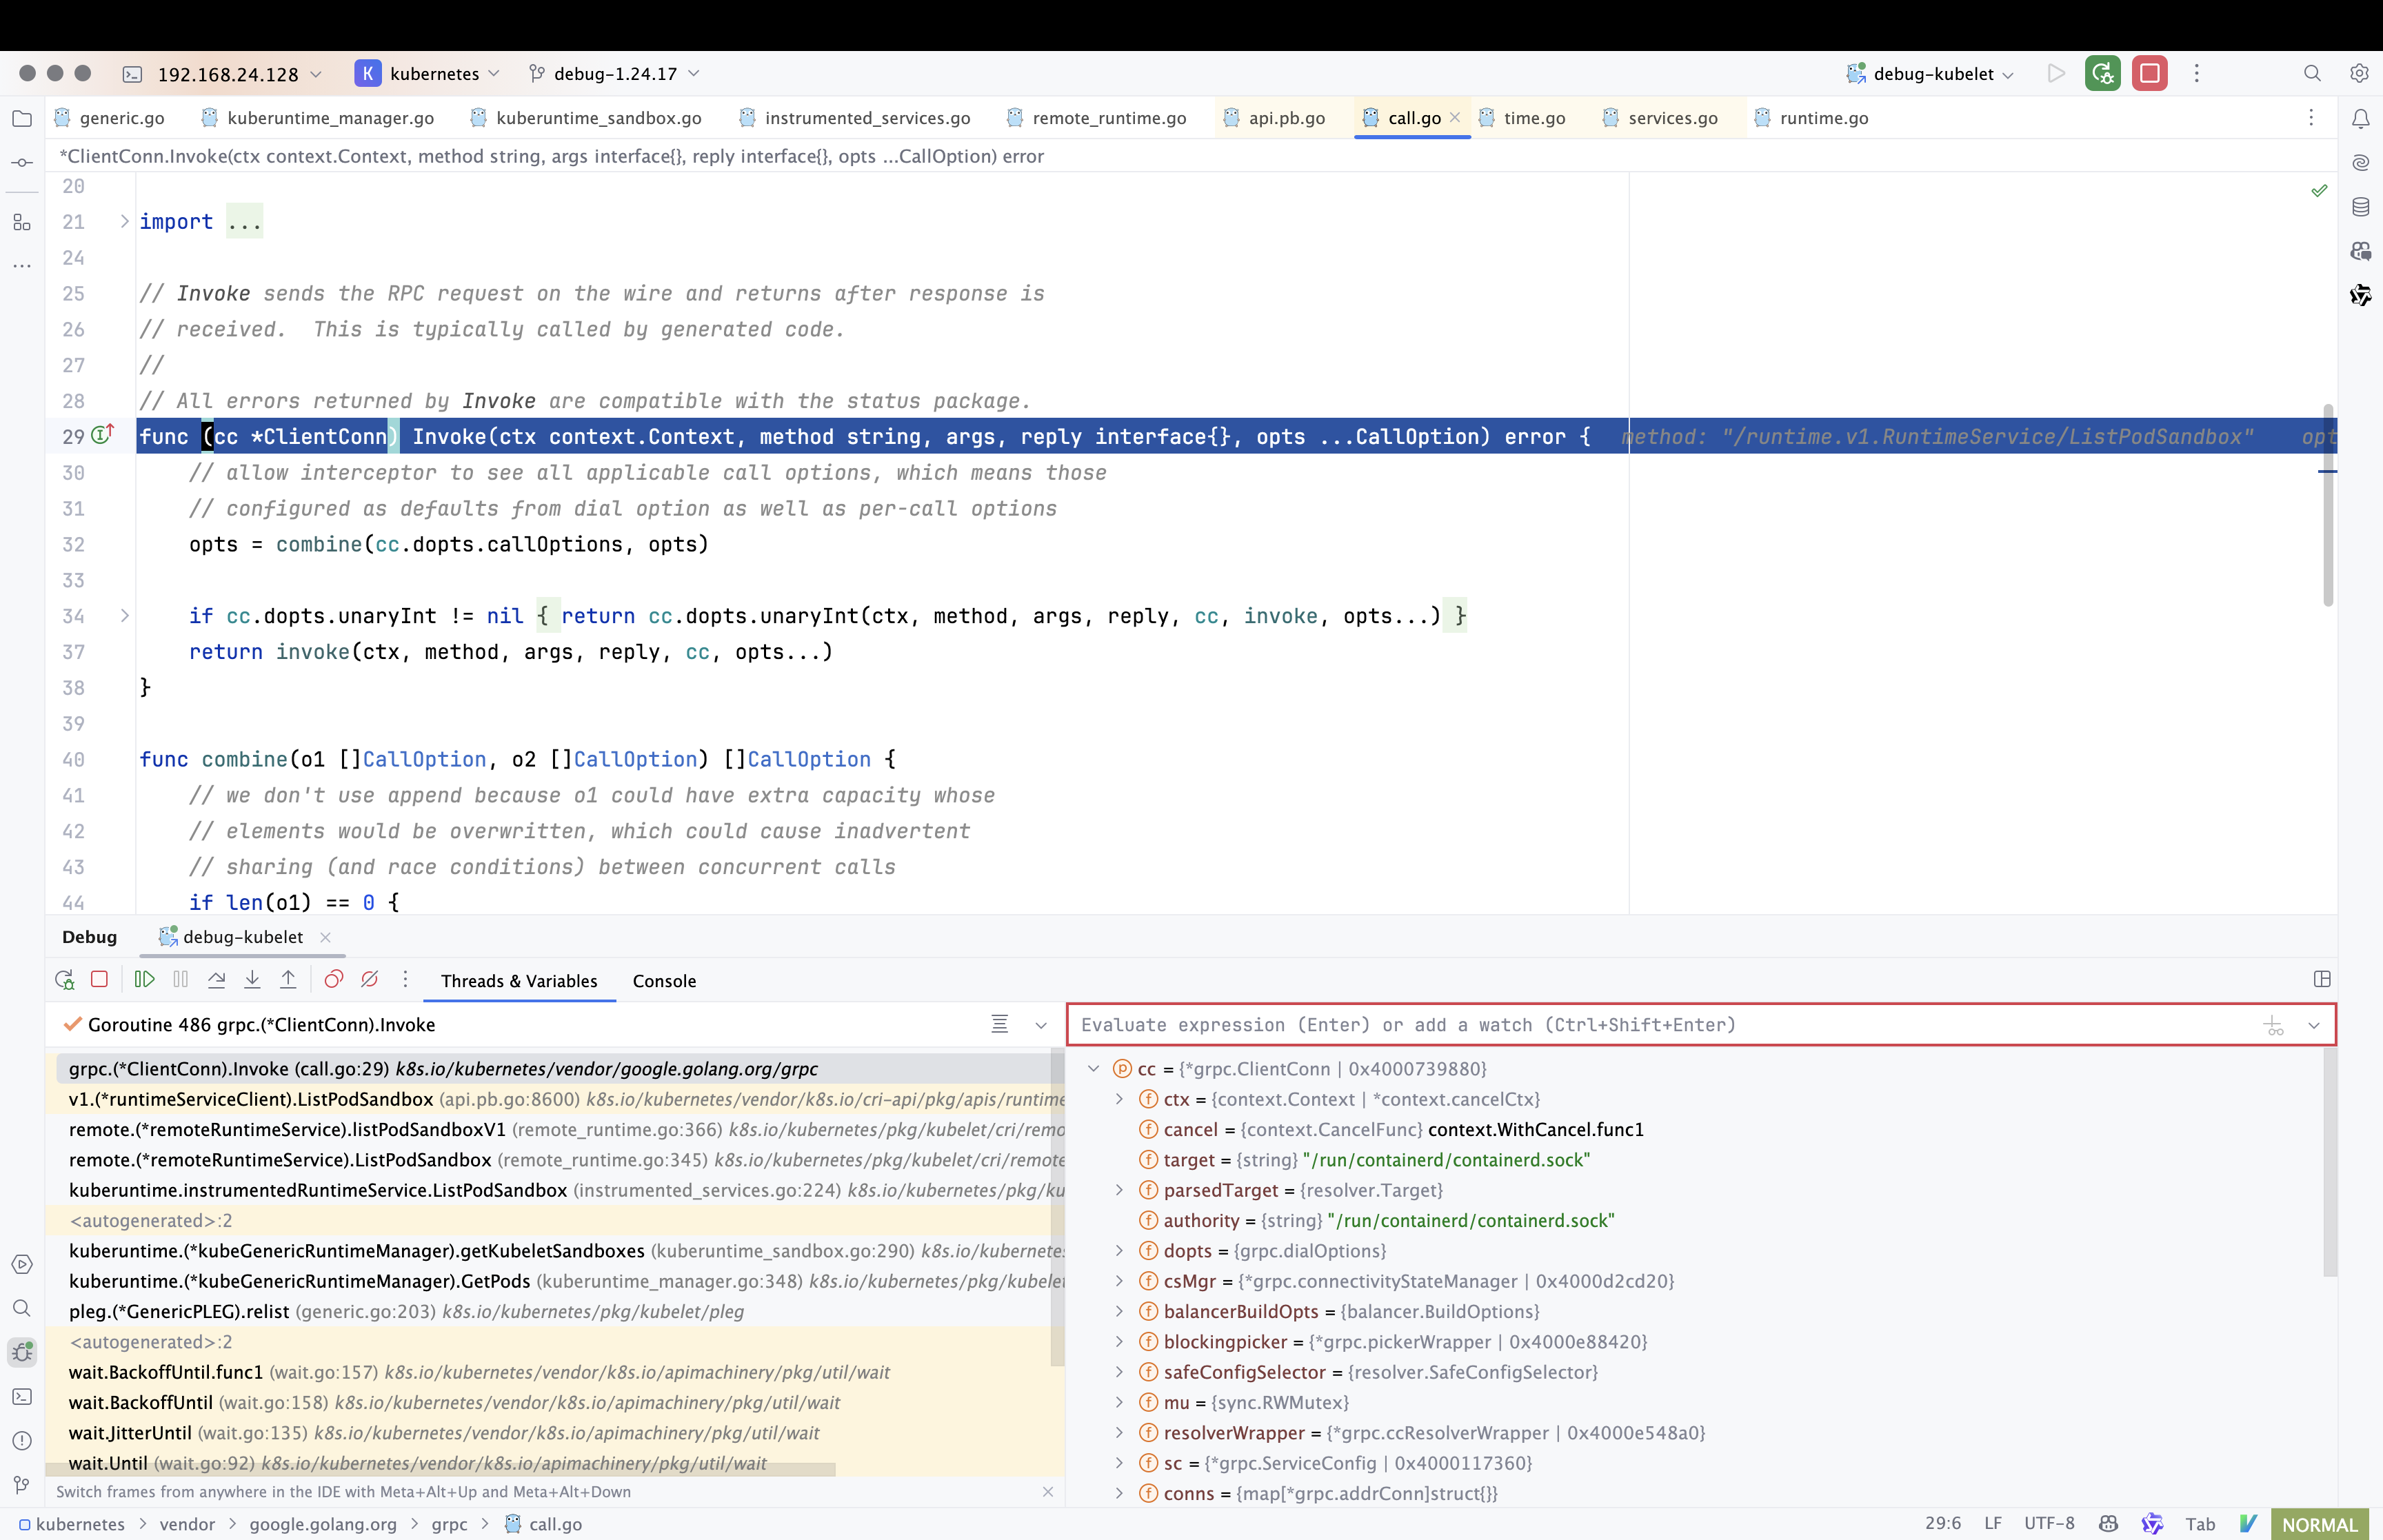 192.168.24.128
K kubernetes
debug-1.24.17
debug-kubelet
generic.go kuberuntime_manager.go kuberuntime_sandbox.go instrumented_services.go remote_runtime.go api.pb.go call.go time.go services.go runtime.go
*ClientConn.Invoke(ctx context.Context, method string, args interface{}, reply interface{}, opts ...CallOption) error
20
21 import ...
24
25 // Invoke sends the RPC request on the wire and returns after response is
26 // received.  This is typically called by generated code.
27 //
28 // All errors returned by Invoke are compatible with the status package.
29 func (cc *ClientConn) Invoke(ctx context.Context, method string, args, reply interface{}, opts ...CallOption) error { method: "/runtime.v1.RuntimeService/ListPodSandbox" opt
30 // allow interceptor to see all applicable call options, which means those
31 // configured as defaults from dial option as well as per-call options
32 opts = combine(cc.dopts.callOptions, opts)
33
34 if cc.dopts.unaryInt != nil { return cc.dopts.unaryInt(ctx, method, args, reply, cc, invoke, opts...) }
37 return invoke(ctx, method, args, reply, cc, opts...)
38 }
39
40 func combine(o1 []CallOption, o2 []CallOption) []CallOption {
41 // we don't use append because o1 could have extra capacity whose
42 // elements would be overwritten, which could cause inadvertent
43 // sharing (and race conditions) between concurrent calls
44 if len(o1) == 0 {
Debug debug-kubelet
Threads & Variables Console
Goroutine 486 grpc.(*ClientConn).Invoke
grpc.(*ClientConn).Invoke (call.go:29) k8s.io/kubernetes/vendor/google.golang.org/grpc
v1.(*runtimeServiceClient).ListPodSandbox (api.pb.go:8600) k8s.io/kubernetes/vendor/k8s.io/cri-api/pkg/apis/runtime
remote.(*remoteRuntimeService).listPodSandboxV1 (remote_runtime.go:366) k8s.io/kubernetes/pkg/kubelet/cri/remo
remote.(*remoteRuntimeService).ListPodSandbox (remote_runtime.go:345) k8s.io/kubernetes/pkg/kubelet/cri/remote
kuberuntime.instrumentedRuntimeService.ListPodSandbox (instrumented_services.go:224) k8s.io/kubernetes/pkg/ku
<autogenerated>:2
kuberuntime.(*kubeGenericRuntimeManager).getKubeletSandboxes (kuberuntime_sandbox.go:290) k8s.io/kubernetes
kuberuntime.(*kubeGenericRuntimeManager).GetPods (kuberuntime_manager.go:348) k8s.io/kubernetes/pkg/kubelet
pleg.(*GenericPLEG).relist (generic.go:203) k8s.io/kubernetes/pkg/kubelet/pleg
<autogenerated>:2
wait.BackoffUntil.func1 (wait.go:157) k8s.io/kubernetes/vendor/k8s.io/apimachinery/pkg/util/wait
wait.BackoffUntil (wait.go:158) k8s.io/kubernetes/vendor/k8s.io/apimachinery/pkg/util/wait
wait.JitterUntil (wait.go:135) k8s.io/kubernetes/vendor/k8s.io/apimachinery/pkg/util/wait
wait.Until (wait.go:92) k8s.io/kubernetes/vendor/k8s.io/apimachinery/pkg/util/wait
Switch frames from anywhere in the IDE with Meta+Alt+Up and Meta+Alt+Down
Evaluate expression (Enter) or add a watch (Ctrl+Shift+Enter)
cc = {*grpc.ClientConn | 0x4000739880}
ctx = {context.Context | *context.cancelCtx}
cancel = {context.CancelFunc} context.WithCancel.func1
target = {string} "/run/containerd/containerd.sock"
parsedTarget = {resolver.Target}
authority = {string} "/run/containerd/containerd.sock"
dopts = {grpc.dialOptions}
csMgr = {*grpc.connectivityStateManager | 0x4000d2cd20}
balancerBuildOpts = {balancer.BuildOptions}
blockingpicker = {*grpc.pickerWrapper | 0x4000e88420}
safeConfigSelector = {resolver.SafeConfigSelector}
mu = {sync.RWMutex}
resolverWrapper = {*grpc.ccResolverWrapper | 0x4000e548a0}
sc = {*grpc.ServiceConfig | 0x4000117360}
conns = {map[*grpc.addrConn]struct{}}
kubernetes > vendor > google.golang.org > grpc > call.go
29:6 LF UTF-8 Tab NORMAL